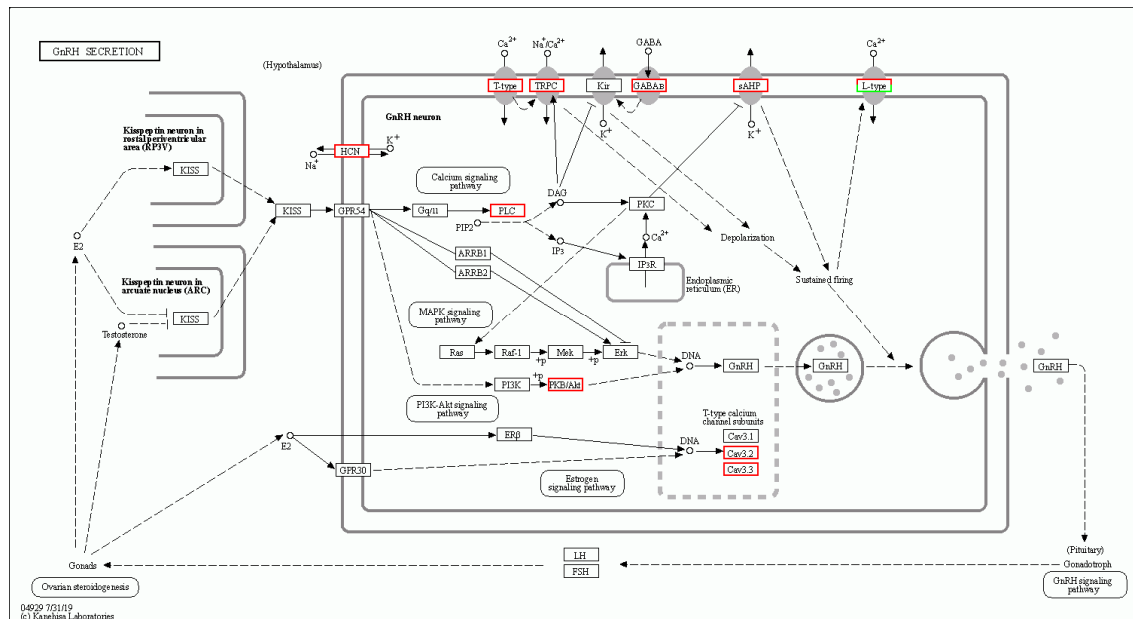 GnRH SECRETION
(Hypothalamus)
Ca2+
Na+/Ca2+
GABA
Ca2+
T-type
TRPC
Kir
GABAB
sAHP
L-type
K+
K+
GnRH neuron
Kisspeptin neuron in
rostal periventricular
area (RP3V)
KISS
HCN
Na+
K+
Calcium signaling
pathway
DAG
KISS
GPR54
Gq/11
PLC
PIP2
PKC
Ca2+
IP3
IP3R
Endoplasmic
reticulum (ER)
Depolarization
Sustained firing
E2
ARRB1
ARRB2
Kisspeptin neuron in
arcuate nucleus (ARC)
KISS
Testosterone
MAPK signaling
pathway
Ras
Raf-1
+p
Mek
+p
Erk
DNA
GnRH
GnRH
GnRH
PI3K
+p
PKB/Akt
PI3K-Akt signaling
pathway
T-type calcium
channel subunits
Cav3.1
Cav3.2
Cav3.3
E2
ERβ
DNA
GPR30
Estrogen
signaling pathway
Gonads
Ovarian steroidogenesis
LH
FSH
(Pituitary)
Gonadotroph
GnRH signaling
pathway
04929 7/31/19
(c) Kanehisa Laboratories